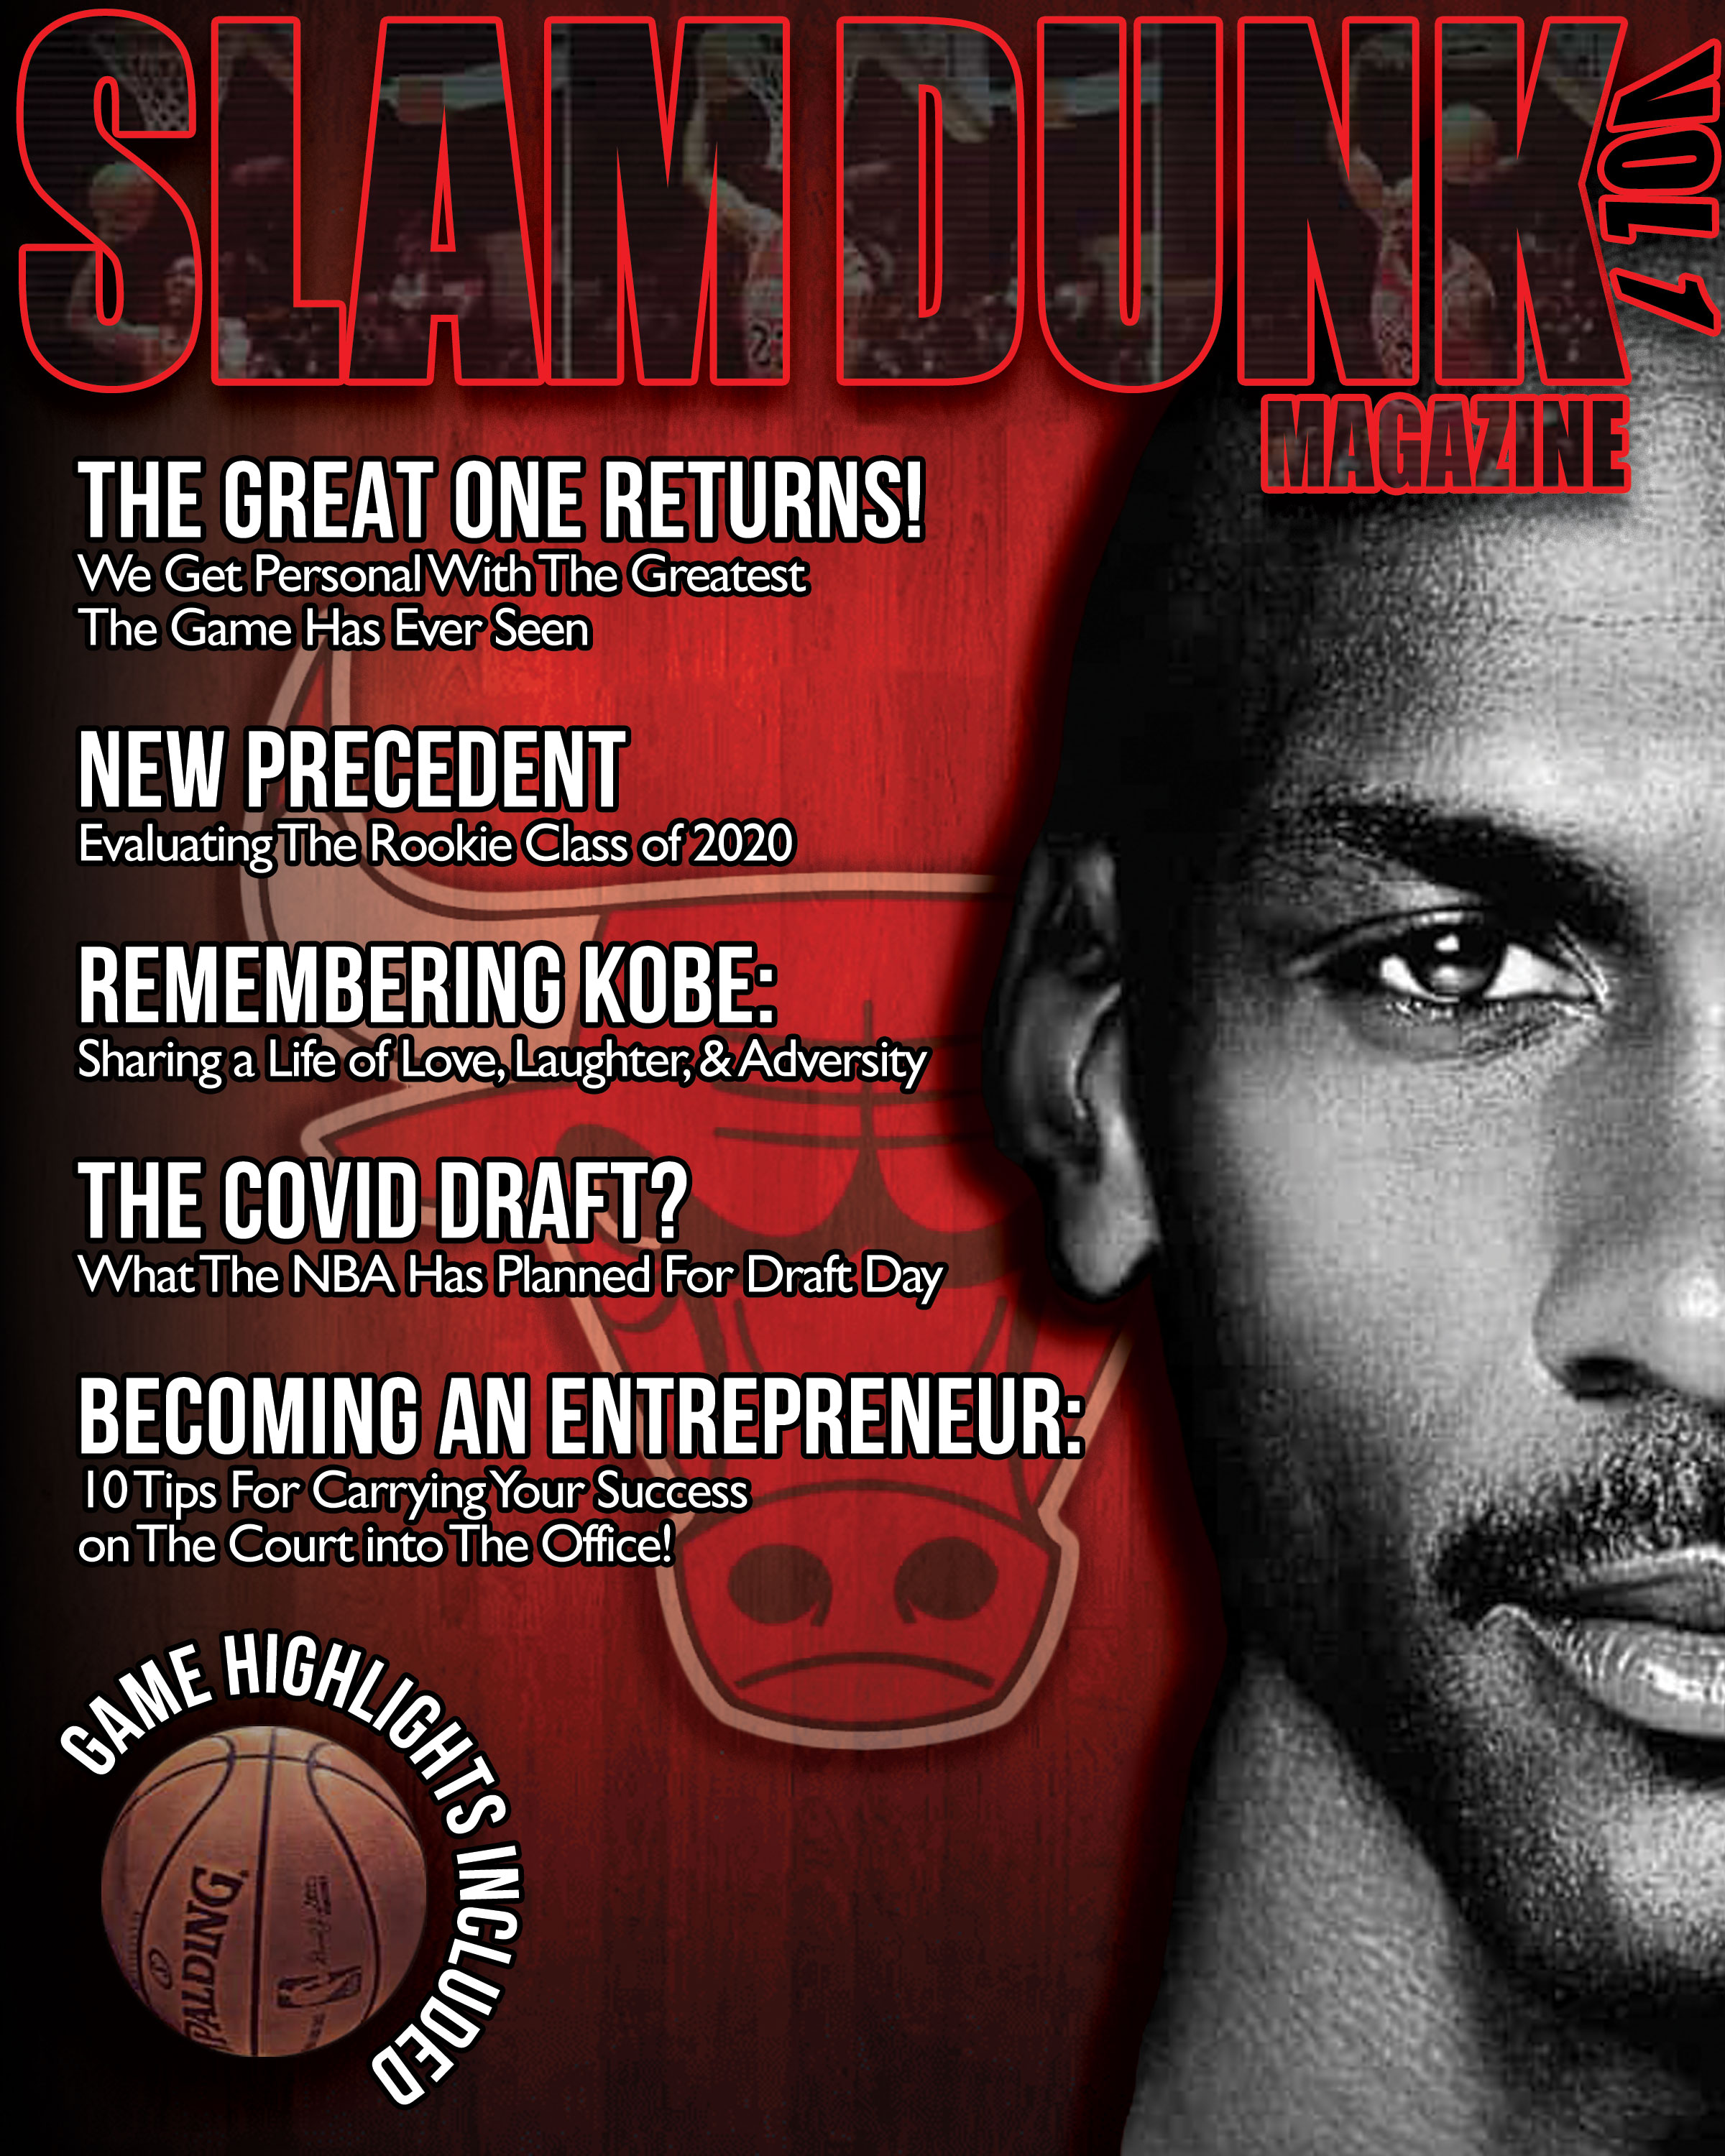 SLAM DUNK
VOL 1
MAGAZINE
THE GREAT ONE RETURNS!
We Get Personal With The Greatest
The Game Has Ever Seen
NEW PRECEDENT
Evaluating The Rookie Class of 2020
REMEMBERING KOBE:
Sharing a Life of Love, Laughter, & Adversity
THE COVID DRAFT?
What The NBA Has Planned For Draft Day
BECOMING AN ENTREPRENEUR:
10 Tips For Carrying Your Success
on The Court into The Office!
GAME HIGHLIGHTS INCLUDED
SPALDING